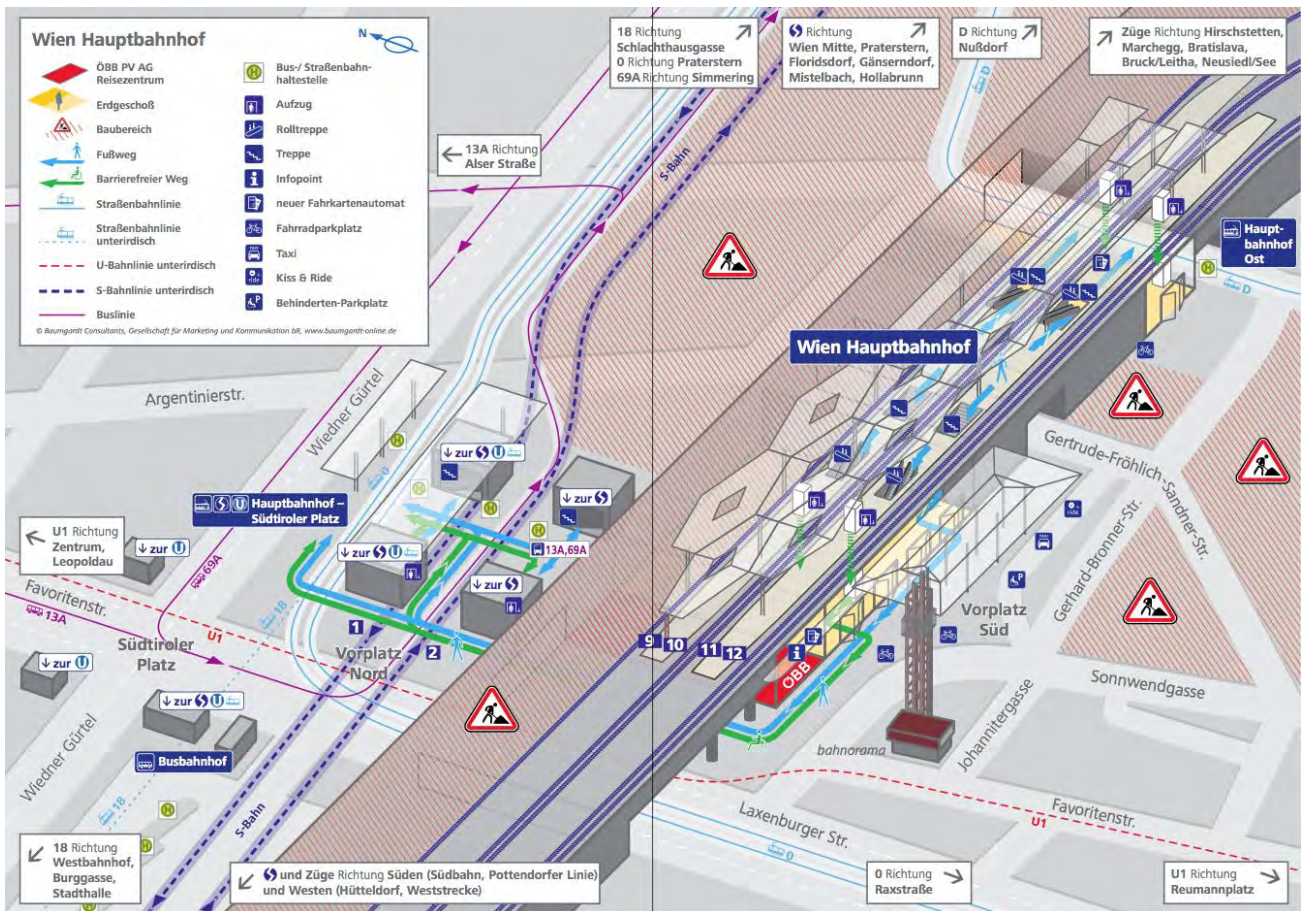 Wien Hauptbahnhof
N
ÖBB PV AG
Reisezentrum
Erdgeschoß
Baubereich
Fußweg
Barrierefreier Weg
Straßenbahnlinie
Straßenbahnlinie
unterirdisch
U-Bahnlinie unterirdisch
S-Bahnlinie unterirdisch
Buslinie
H
Bus-/ Straßenbahn-
haltestelle
Aufzug
Rolltreppe
Treppe
i
Infopoint
neuer Fahrkartenautomat
Fahrradparkplatz
TAXI
Taxi
ride
Kiss & Ride
P
Behinderten-Parkplatz
© Baumgardt Consultants, Gesellschaft für Marketing und Kommunikation bR, www.baumgardt-online.de
18 Richtung
Schlachthausgasse
O Richtung Praterstern
69A Richtung Simmering
S Richtung
Wien Mitte, Praterstern,
Floridsdorf, Gänserndorf,
Mistelbach, Hollabrunn
D Richtung
Nußdorf
Züge Richtung Hirschstetten,
Marchegg, Bratislava,
Bruck/Leitha, Neusiedl/See
13A Richtung
Alser Straße
S-Bahn
D
Haupt-
bahnhof
Ost
H
D
Wien Hauptbahnhof
Argentinierstr.
Wiedner Gürtel
H
O
zur S U
zur S
H
H
H
Hauptbahnhof –
Südtiroler Platz
S U
13A,69A
zur S U
zur S
U1 Richtung
Zentrum,
Leopoldau
zur U
69A
Favoritenstr.
13A
18
U1
Südtiroler
Platz
1
2
Vorplatz
Nord
zur U
zur S U
Busbahnhof
Wiedner Gürtel
18
S-Bahn
H
H
H
Gertrude-Fröhlich-Sandner-Str.
Gerhard-Bronner-Str.
ride
TAXI
P
Vorplatz
Süd
9
10
11
12
i
ÖBB
Sonnwendgasse
Johannitergasse
bahnorama
Favoritenstr.
U1
Laxenburger Str.
O
18 Richtung
Westbahnhof,
Burggasse,
Stadthalle
S und Züge Richtung Süden (Südbahn, Pottendorfer Linie)
und Westen (Hütteldorf, Weststrecke)
O Richtung
Raxstraße
U1 Richtung
Reumannplatz